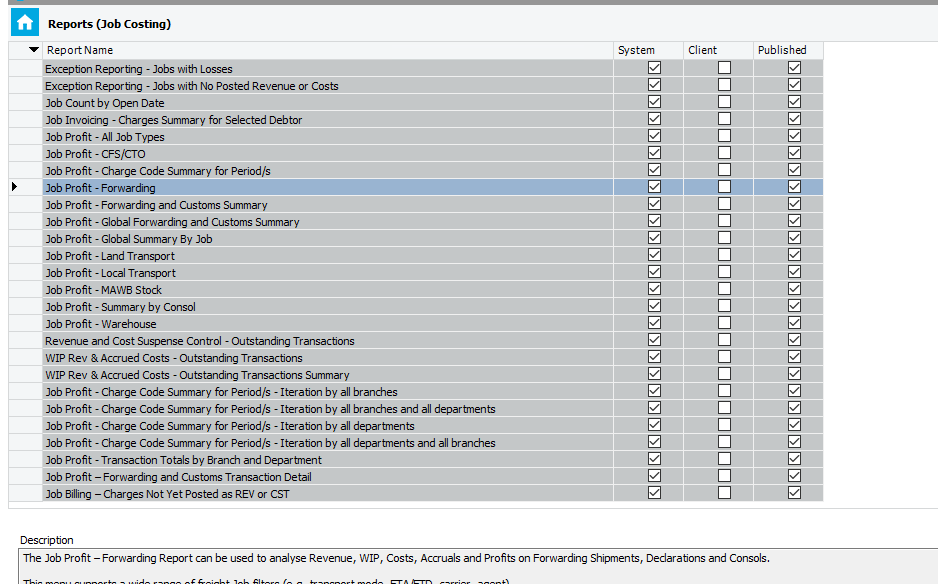 Reports (Job Costing)
Report Name System Client Published
Exception Reporting - Jobs with Losses
Exception Reporting - Jobs with No Posted Revenue or Costs
Job Count by Open Date
Job Invoicing - Charges Summary for Selected Debtor
Job Profit - All Job Types
Job Profit - CFS/CTO
Job Profit - Charge Code Summary for Period/s
Job Profit - Forwarding
Job Profit - Forwarding and Customs Summary
Job Profit - Global Forwarding and Customs Summary
Job Profit - Global Summary By Job
Job Profit - Land Transport
Job Profit - Local Transport
Job Profit - MAWB Stock
Job Profit - Summary by Consol
Job Profit - Warehouse
Revenue and Cost Suspense Control - Outstanding Transactions
WIP Rev & Accrued Costs - Outstanding Transactions
WIP Rev & Accrued Costs - Outstanding Transactions Summary
Job Profit - Charge Code Summary for Period/s - Iteration by all branches
Job Profit - Charge Code Summary for Period/s - Iteration by all branches and all departments
Job Profit - Charge Code Summary for Period/s - Iteration by all departments
Job Profit - Charge Code Summary for Period/s - Iteration by all departments and all branches
Job Profit - Transaction Totals by Branch and Department
Job Profit – Forwarding and Customs Transaction Detail
Job Billing – Charges Not Yet Posted as REV or CST
Description
The Job Profit – Forwarding Report can be used to analyse Revenue, WIP, Costs, Accruals and Profits on Forwarding Shipments, Declarations and Consols.
This menu supports a wide range of freight Job filters (e.g. transport mode, ETA/ETD, carrier, agent)